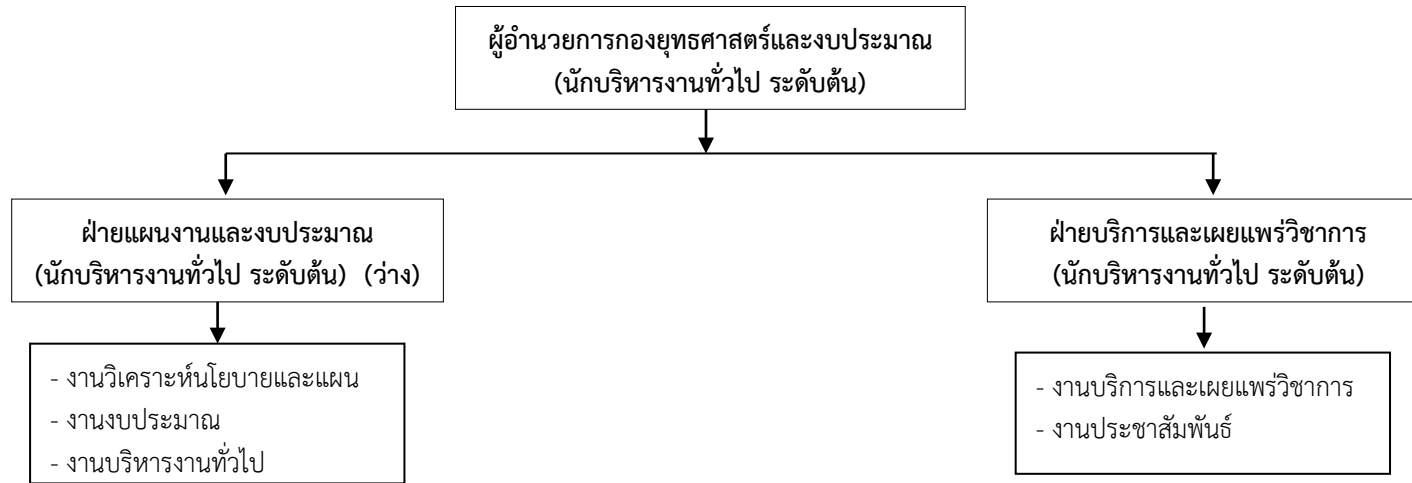 ผู้อำนวยการกองยุทธศาสตร์และงบประมาณ
(นักบริหารงานทั่วไป ระดับต้น)
ฝ่ายแผนงานและงบประมาณ
(นักบริหารงานทั่วไป ระดับต้น) (ว่าง)
- งานวิเคราะห์นโยบายและแผน
- งานงบประมาณ
- งานบริหารงานทั่วไป
ฝ่ายบริการและเผยแพร่วิชาการ
(นักบริหารงานทั่วไป ระดับต้น)
- งานบริการและเผยแพร่วิชาการ
- งานประชาสัมพันธ์